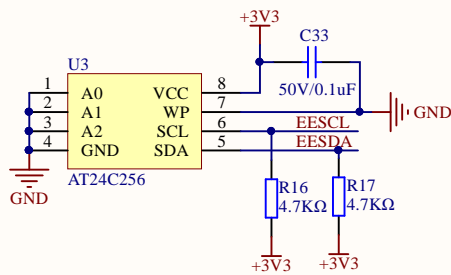 +3V3
C33
50V/0.1uF
U3
1 A0 VCC 8
2 A1 WP 7
3 A2 SCL 6
4 GND SDA 5
EESCL
EESDA
GND
AT24C256
GND
R16
4.7KΩ
R17
4.7KΩ
+3V3
+3V3